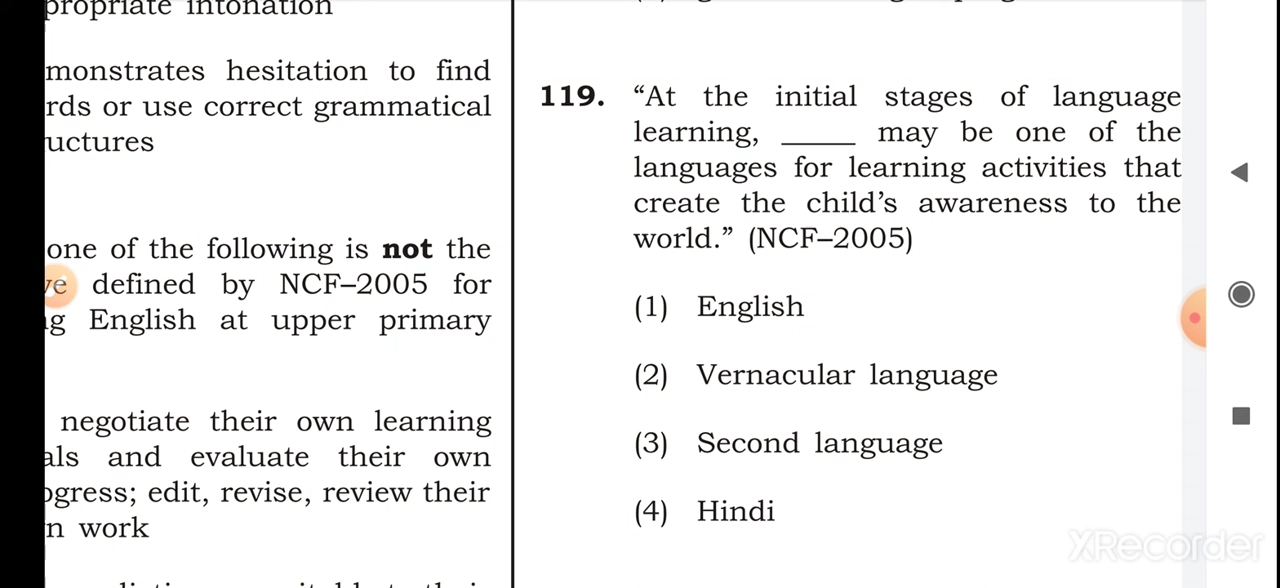 propriate intonation
monstrates hesitation to find
rds or use correct grammatical
uctures
one of the following is not the
ve defined by NCF–2005 for
g English at upper primary
negotiate their own learning
als and evaluate their own
ogress; edit, revise, review their
n work
119. “At the initial stages of language
learning, _____ may be one of the
languages for learning activities that
create the child’s awareness to the
world.” (NCF–2005)
(1) English
(2) Vernacular language
(3) Second language
(4) Hindi
XRecorder